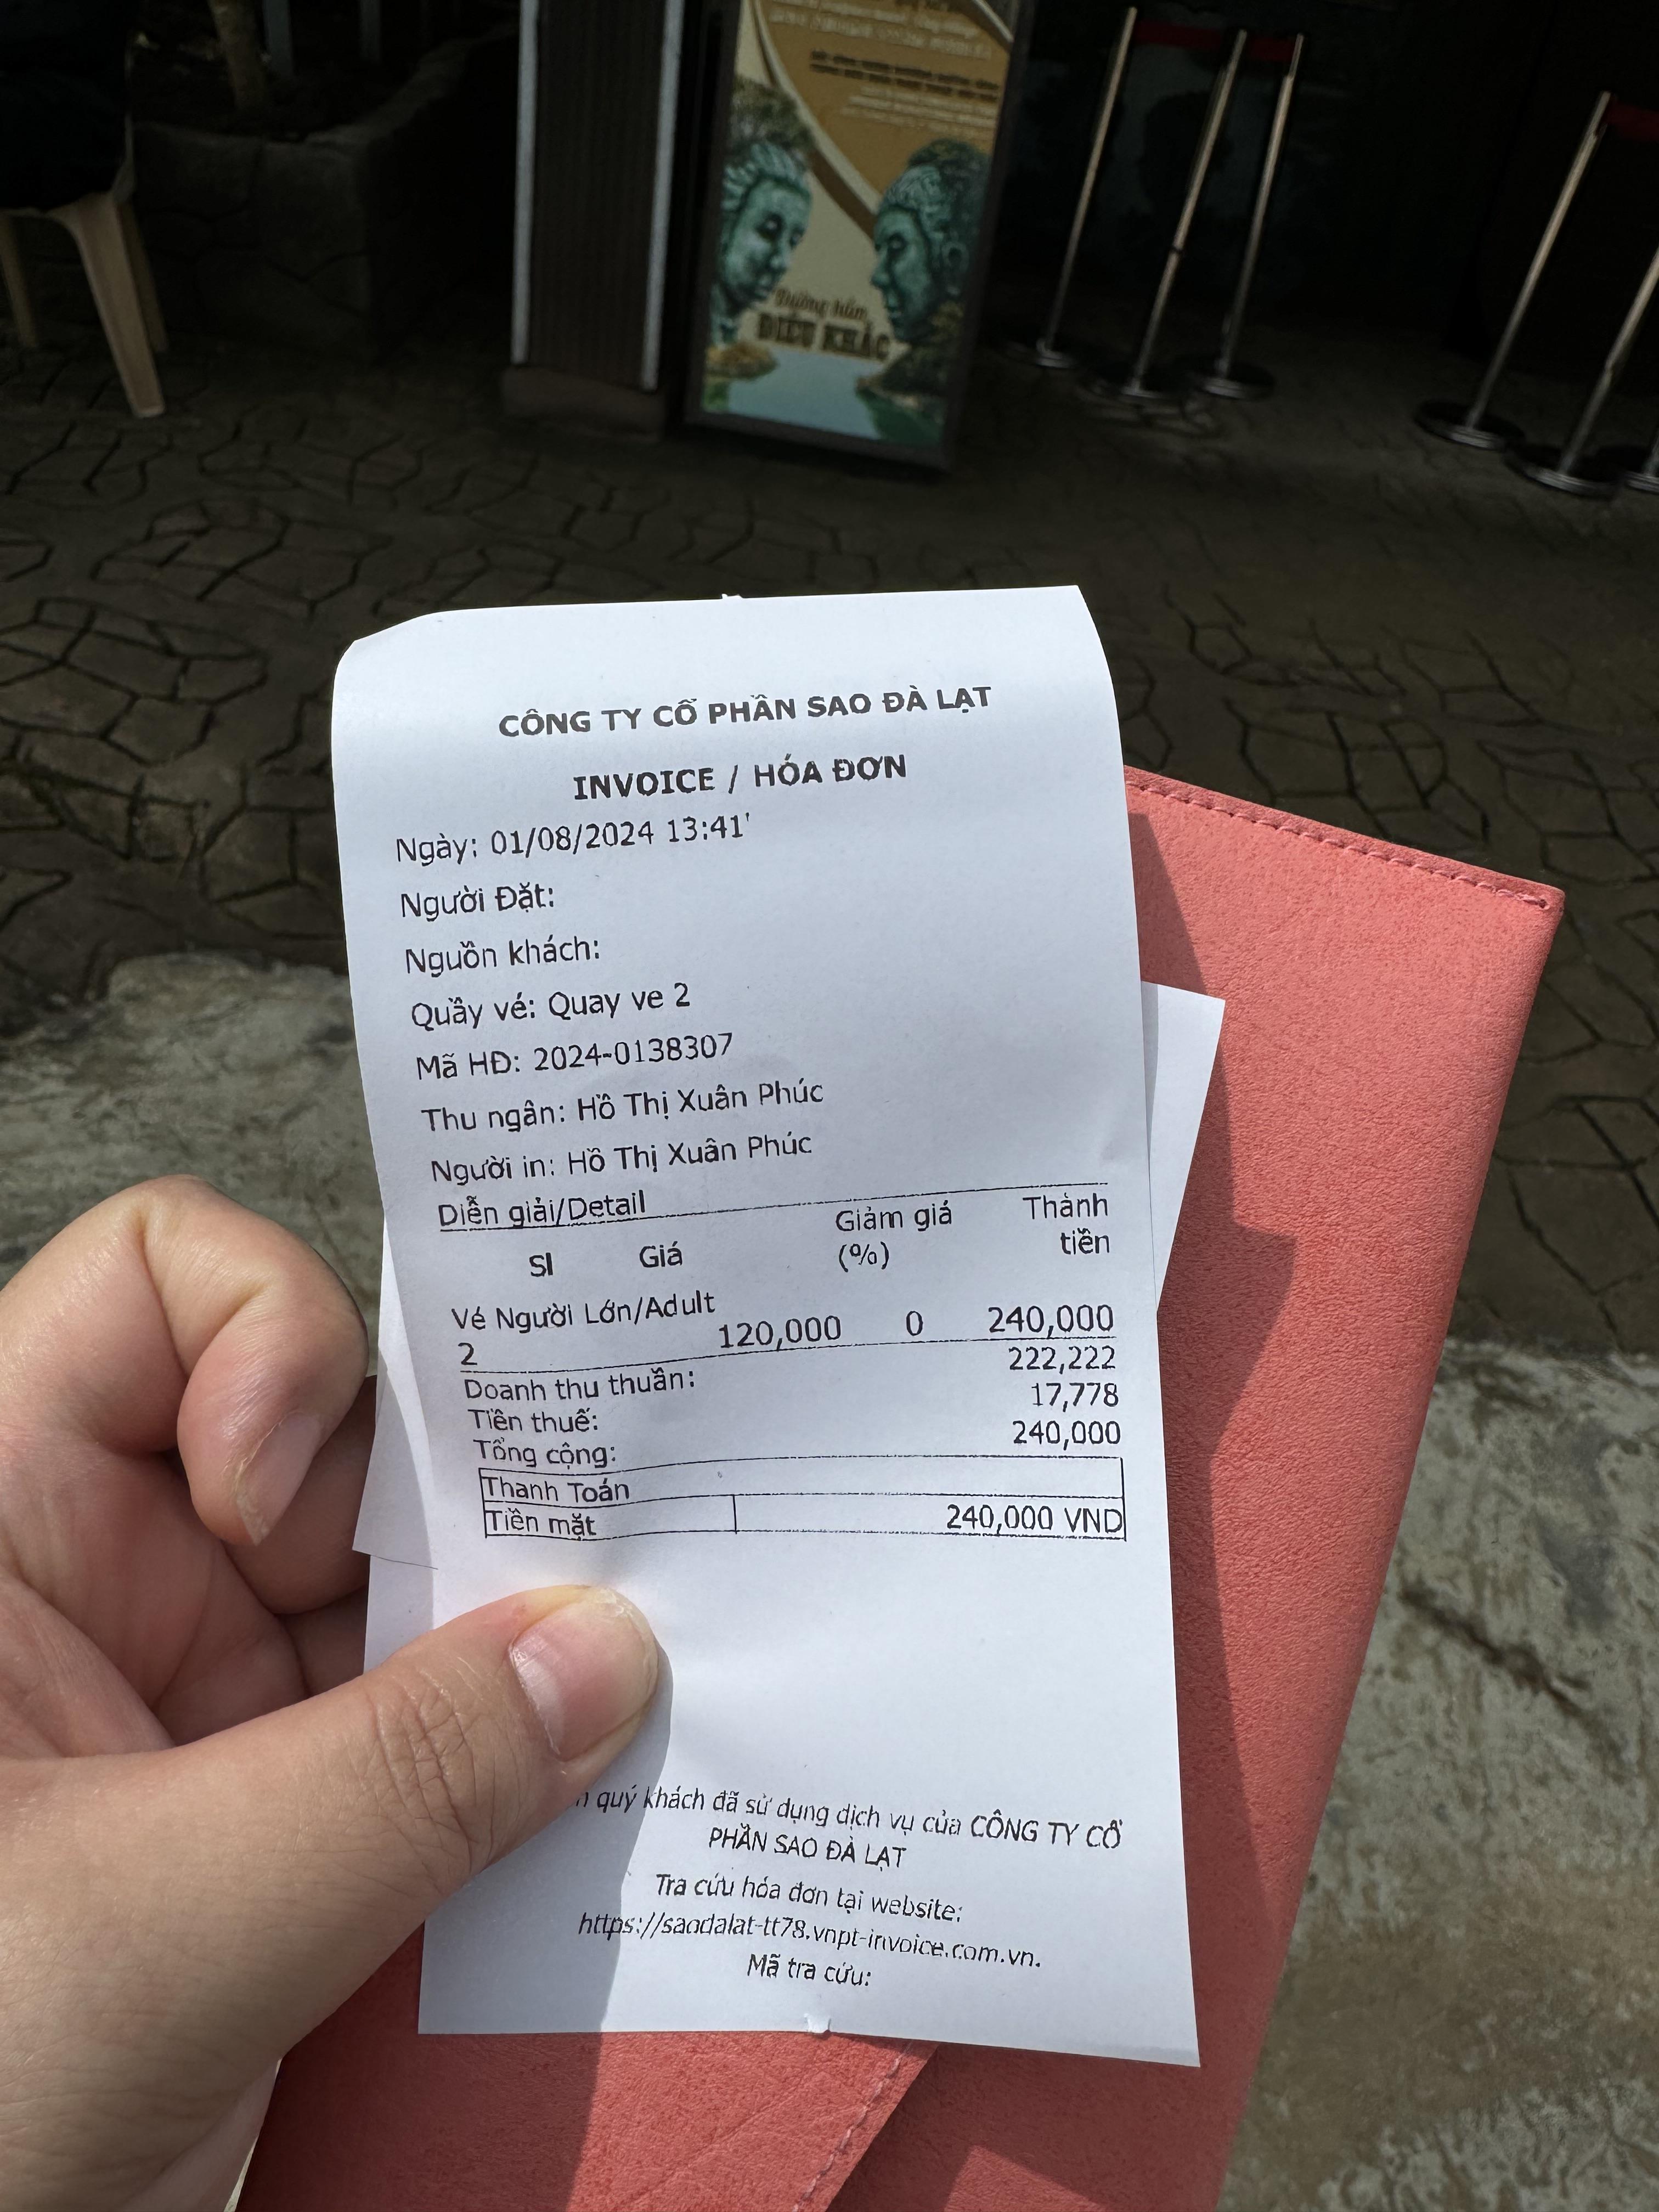 Đường hầm
ĐIÊU KHẮC
CÔNG TY CỔ PHẦN SAO ĐÀ LẠT
INVOICE / HÓA ĐƠN
Ngày: 01/08/2024 13:41'
Người Đặt:
Nguồn khách:
Quầy vé: Quay ve 2
Mã HĐ: 2024-0138307
Thu ngân: Hồ Thị Xuân Phúc
Người in: Hồ Thị Xuân Phúc
Diễn giải/Detail
Sl Giá Giảm giá (%) Thành tiền
Vé Người Lớn/Adult
2 120,000 0 240,000
Doanh thu thuần: 222,222
Tiền thuế: 17,778
Tổng cộng: 240,000
Thanh Toán
Tiền mặt 240,000 VND
quý khách đã sử dụng dịch vụ của CÔNG TY CỔ
PHẦN SAO ĐÀ LẠT
Tra cứu hóa đơn tại website:
https://saodalat-tt78.vnpt-invoice.com.vn.
Mã tra cứu: